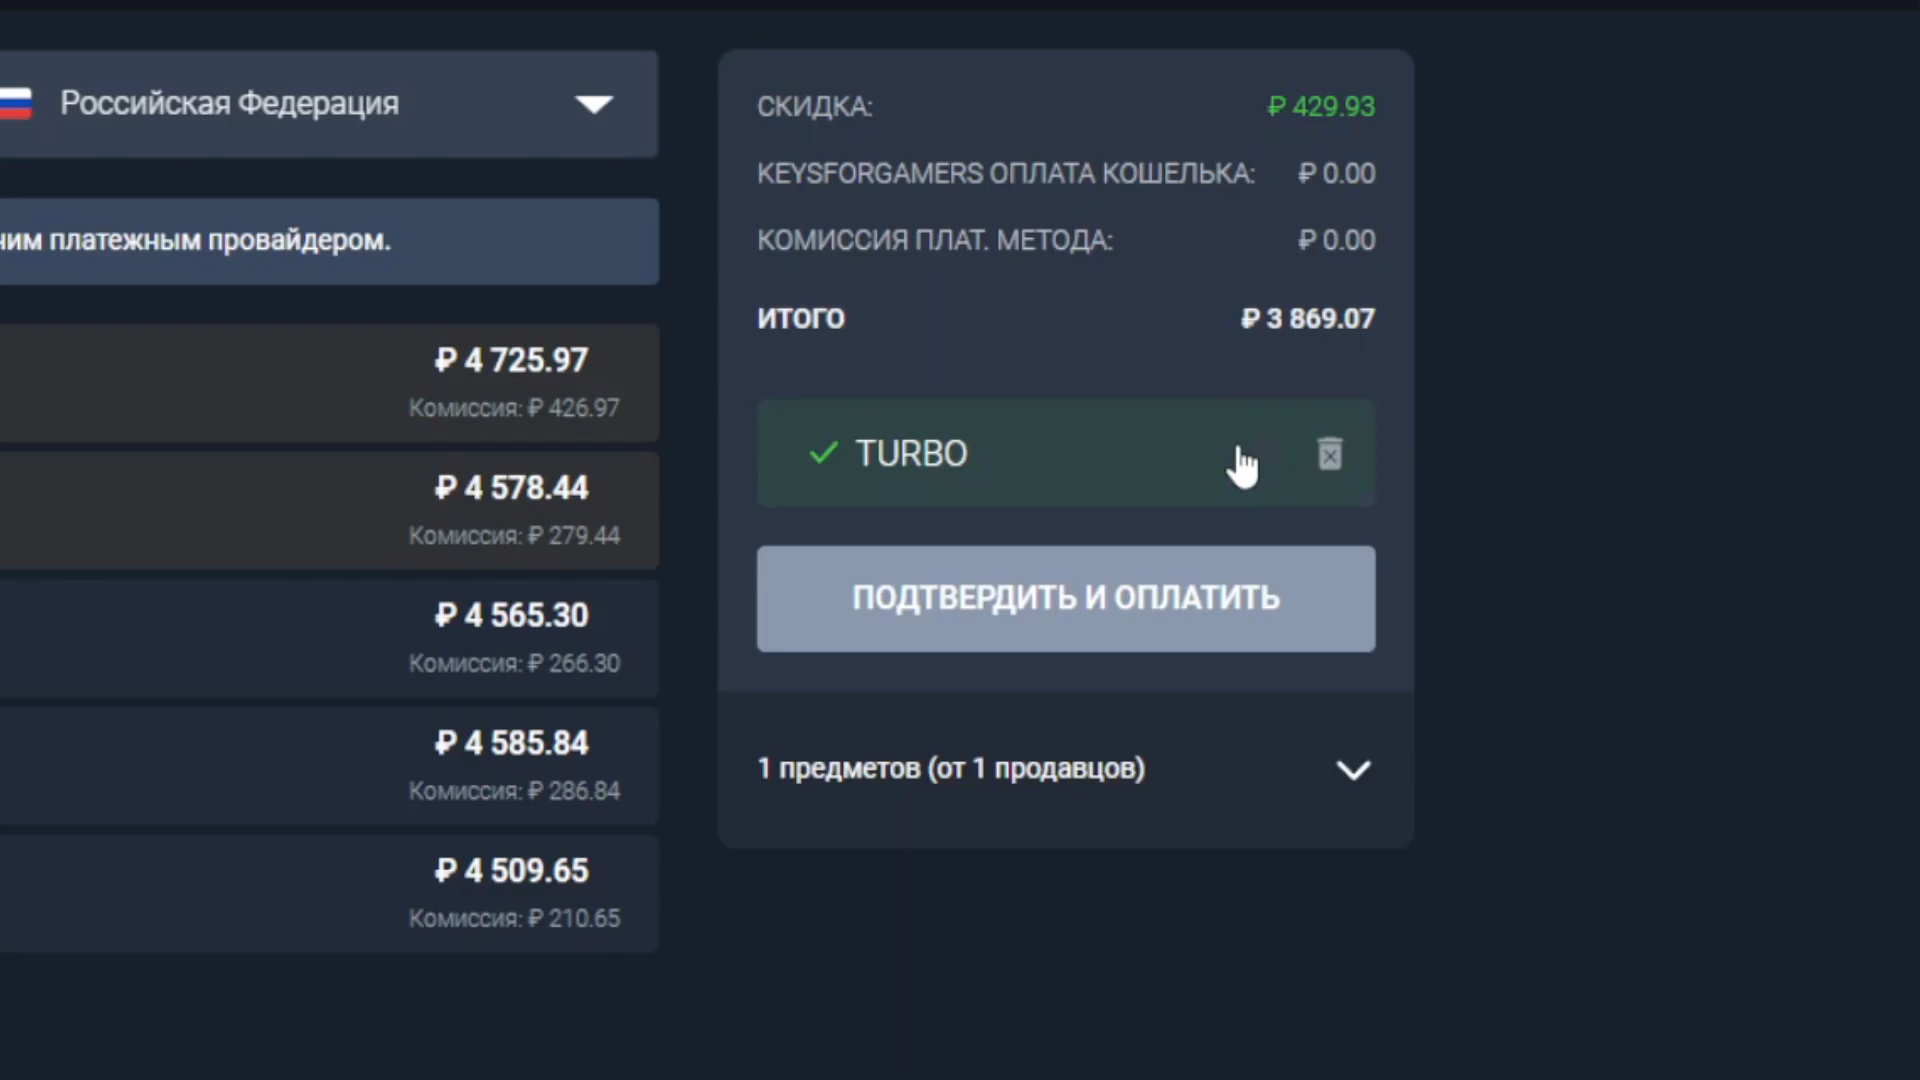 Российская Федерация
платежным провайдером.
₽ 4 725.97
Комиссия: ₽ 426.97
₽ 4 578.44
Комиссия: ₽ 279.44
₽ 4 565.30
Комиссия: ₽ 266.30
₽ 4 585.84
Комиссия: ₽ 286.84
₽ 4 509.65
Комиссия: ₽ 210.65
СКИДКА: ₽ 429.93
KEYSFORGAMERS ОПЛАТА КОШЕЛЬКА: ₽ 0.00
КОМИССИЯ ПЛАТ. МЕТОДА: ₽ 0.00
ИТОГО ₽ 3 869.07
TURBO
ПОДТВЕРДИТЬ И ОПЛАТИТЬ
1 предметов (от 1 продавцов)